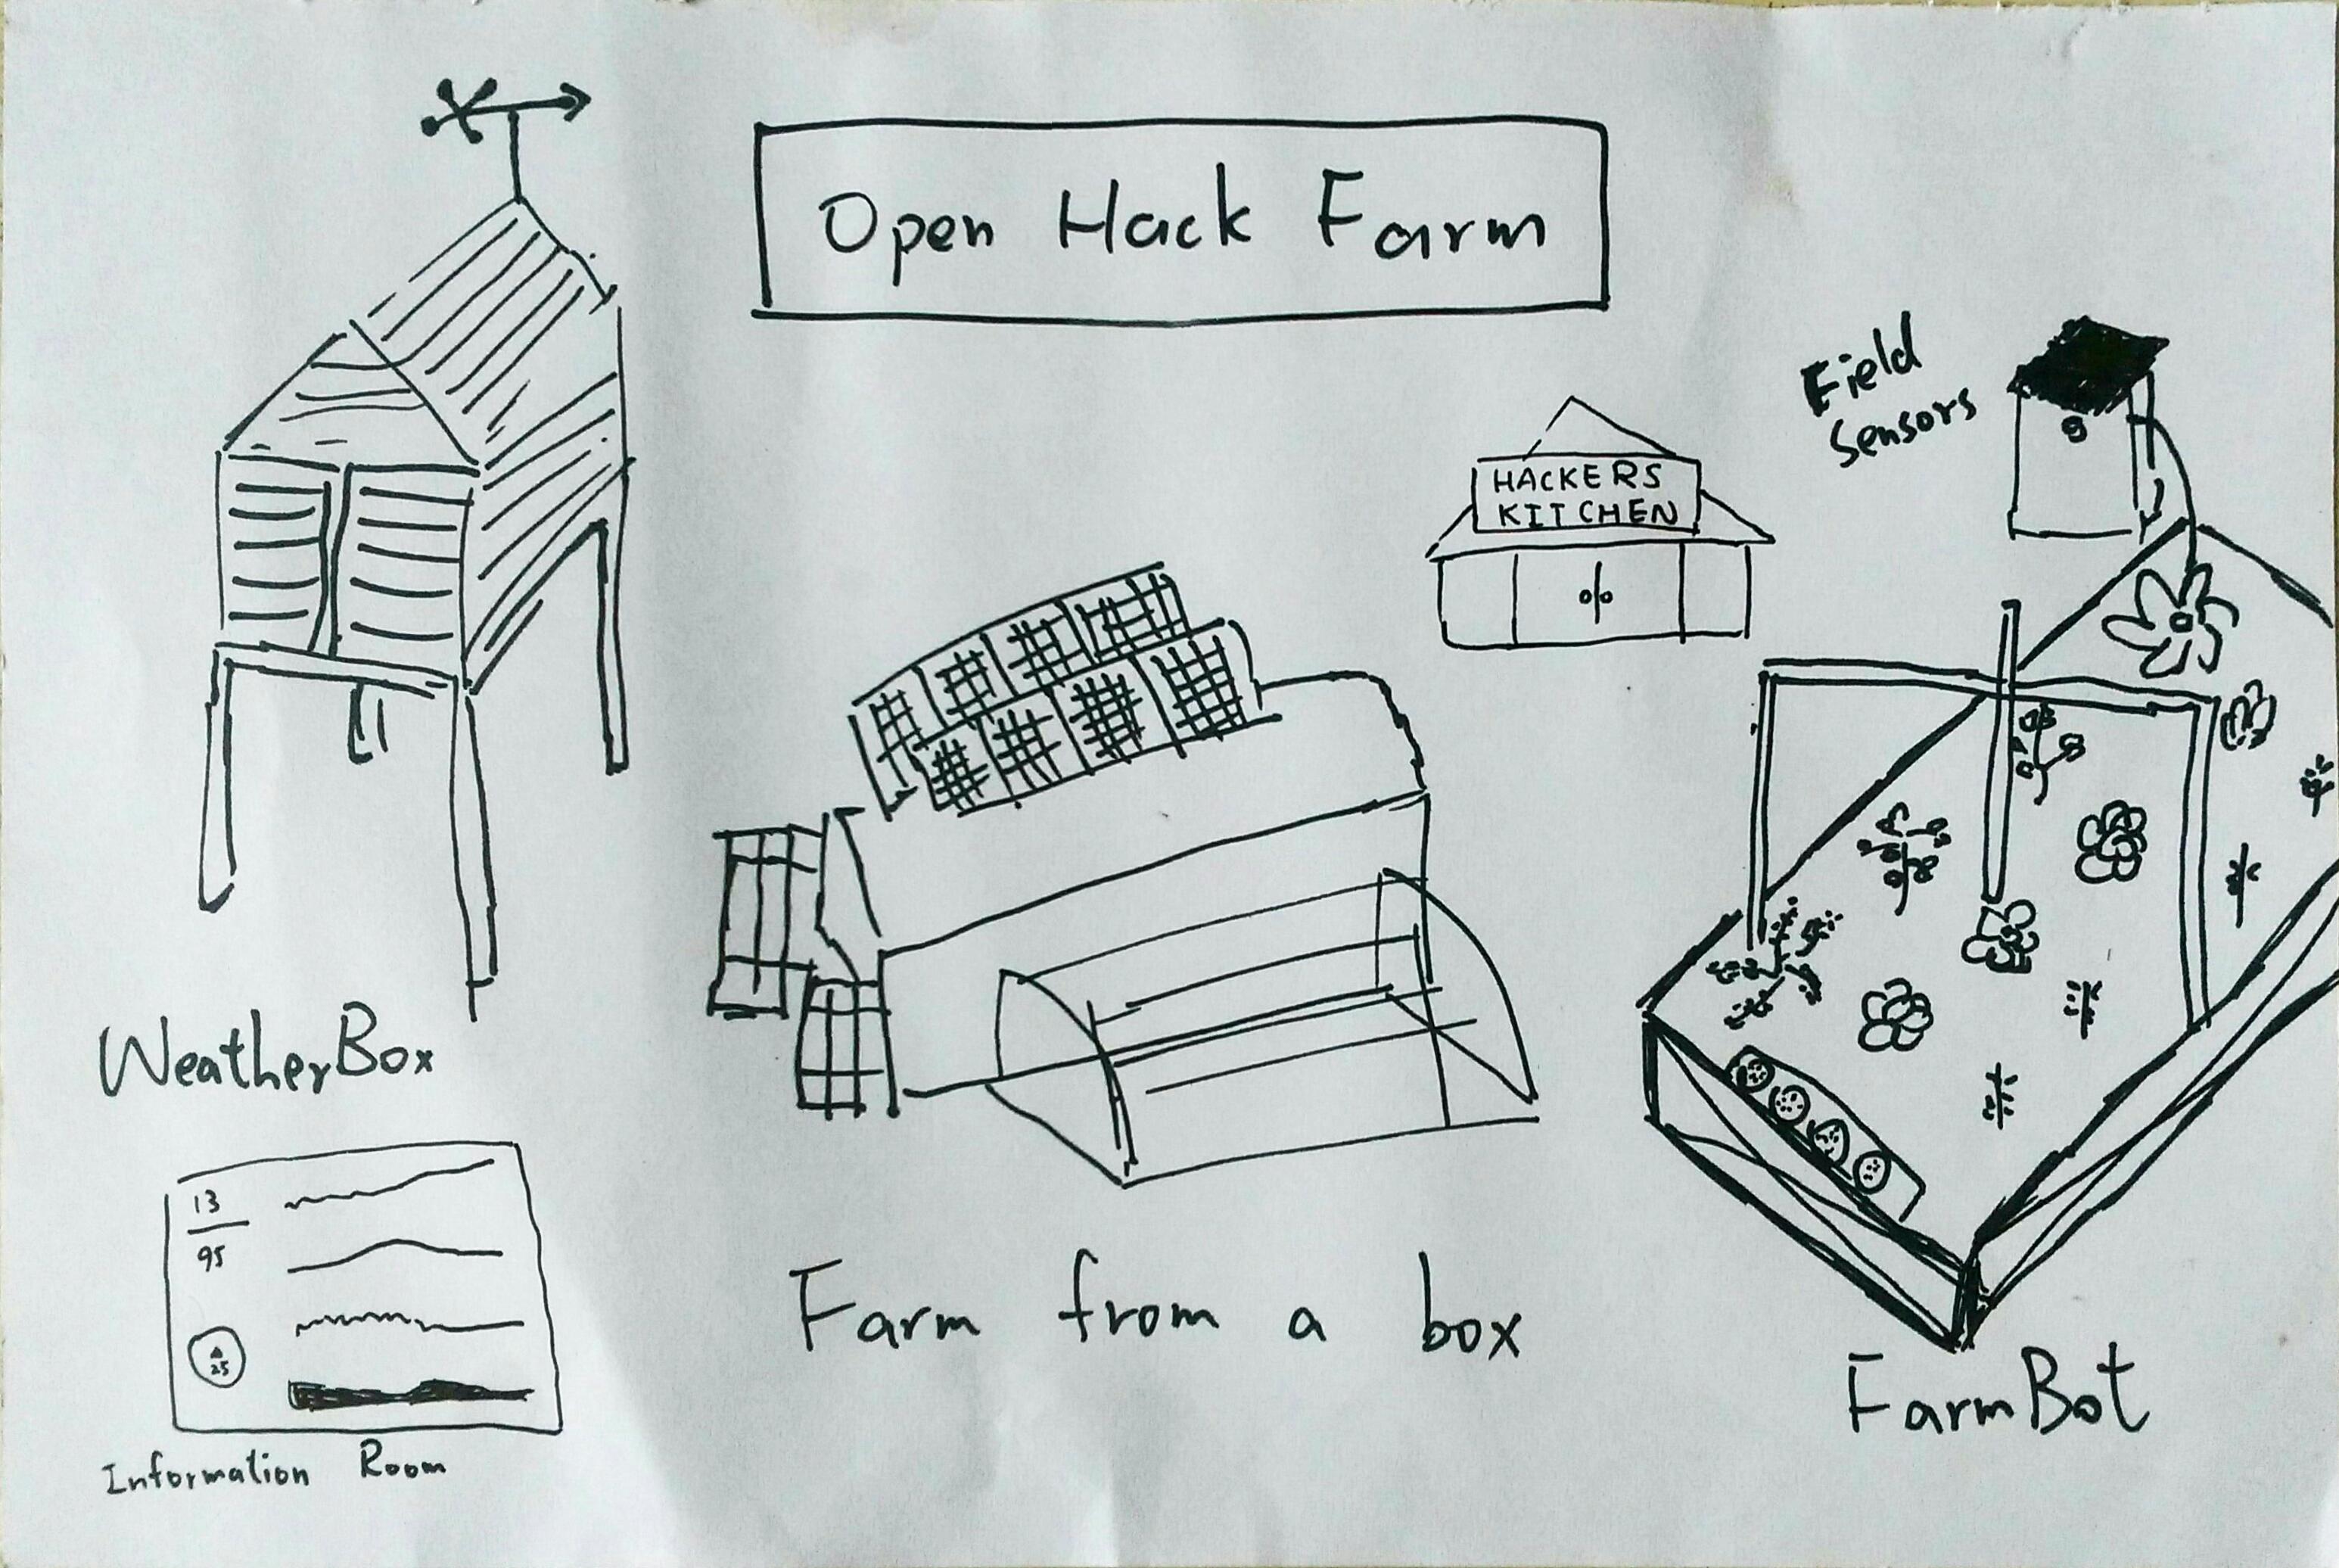 Open Hack Farm
Field
Sensors
HACKERS
KITCHEN
WeatherBox
13
95
25
Information Room
Farm from a box
FarmBot